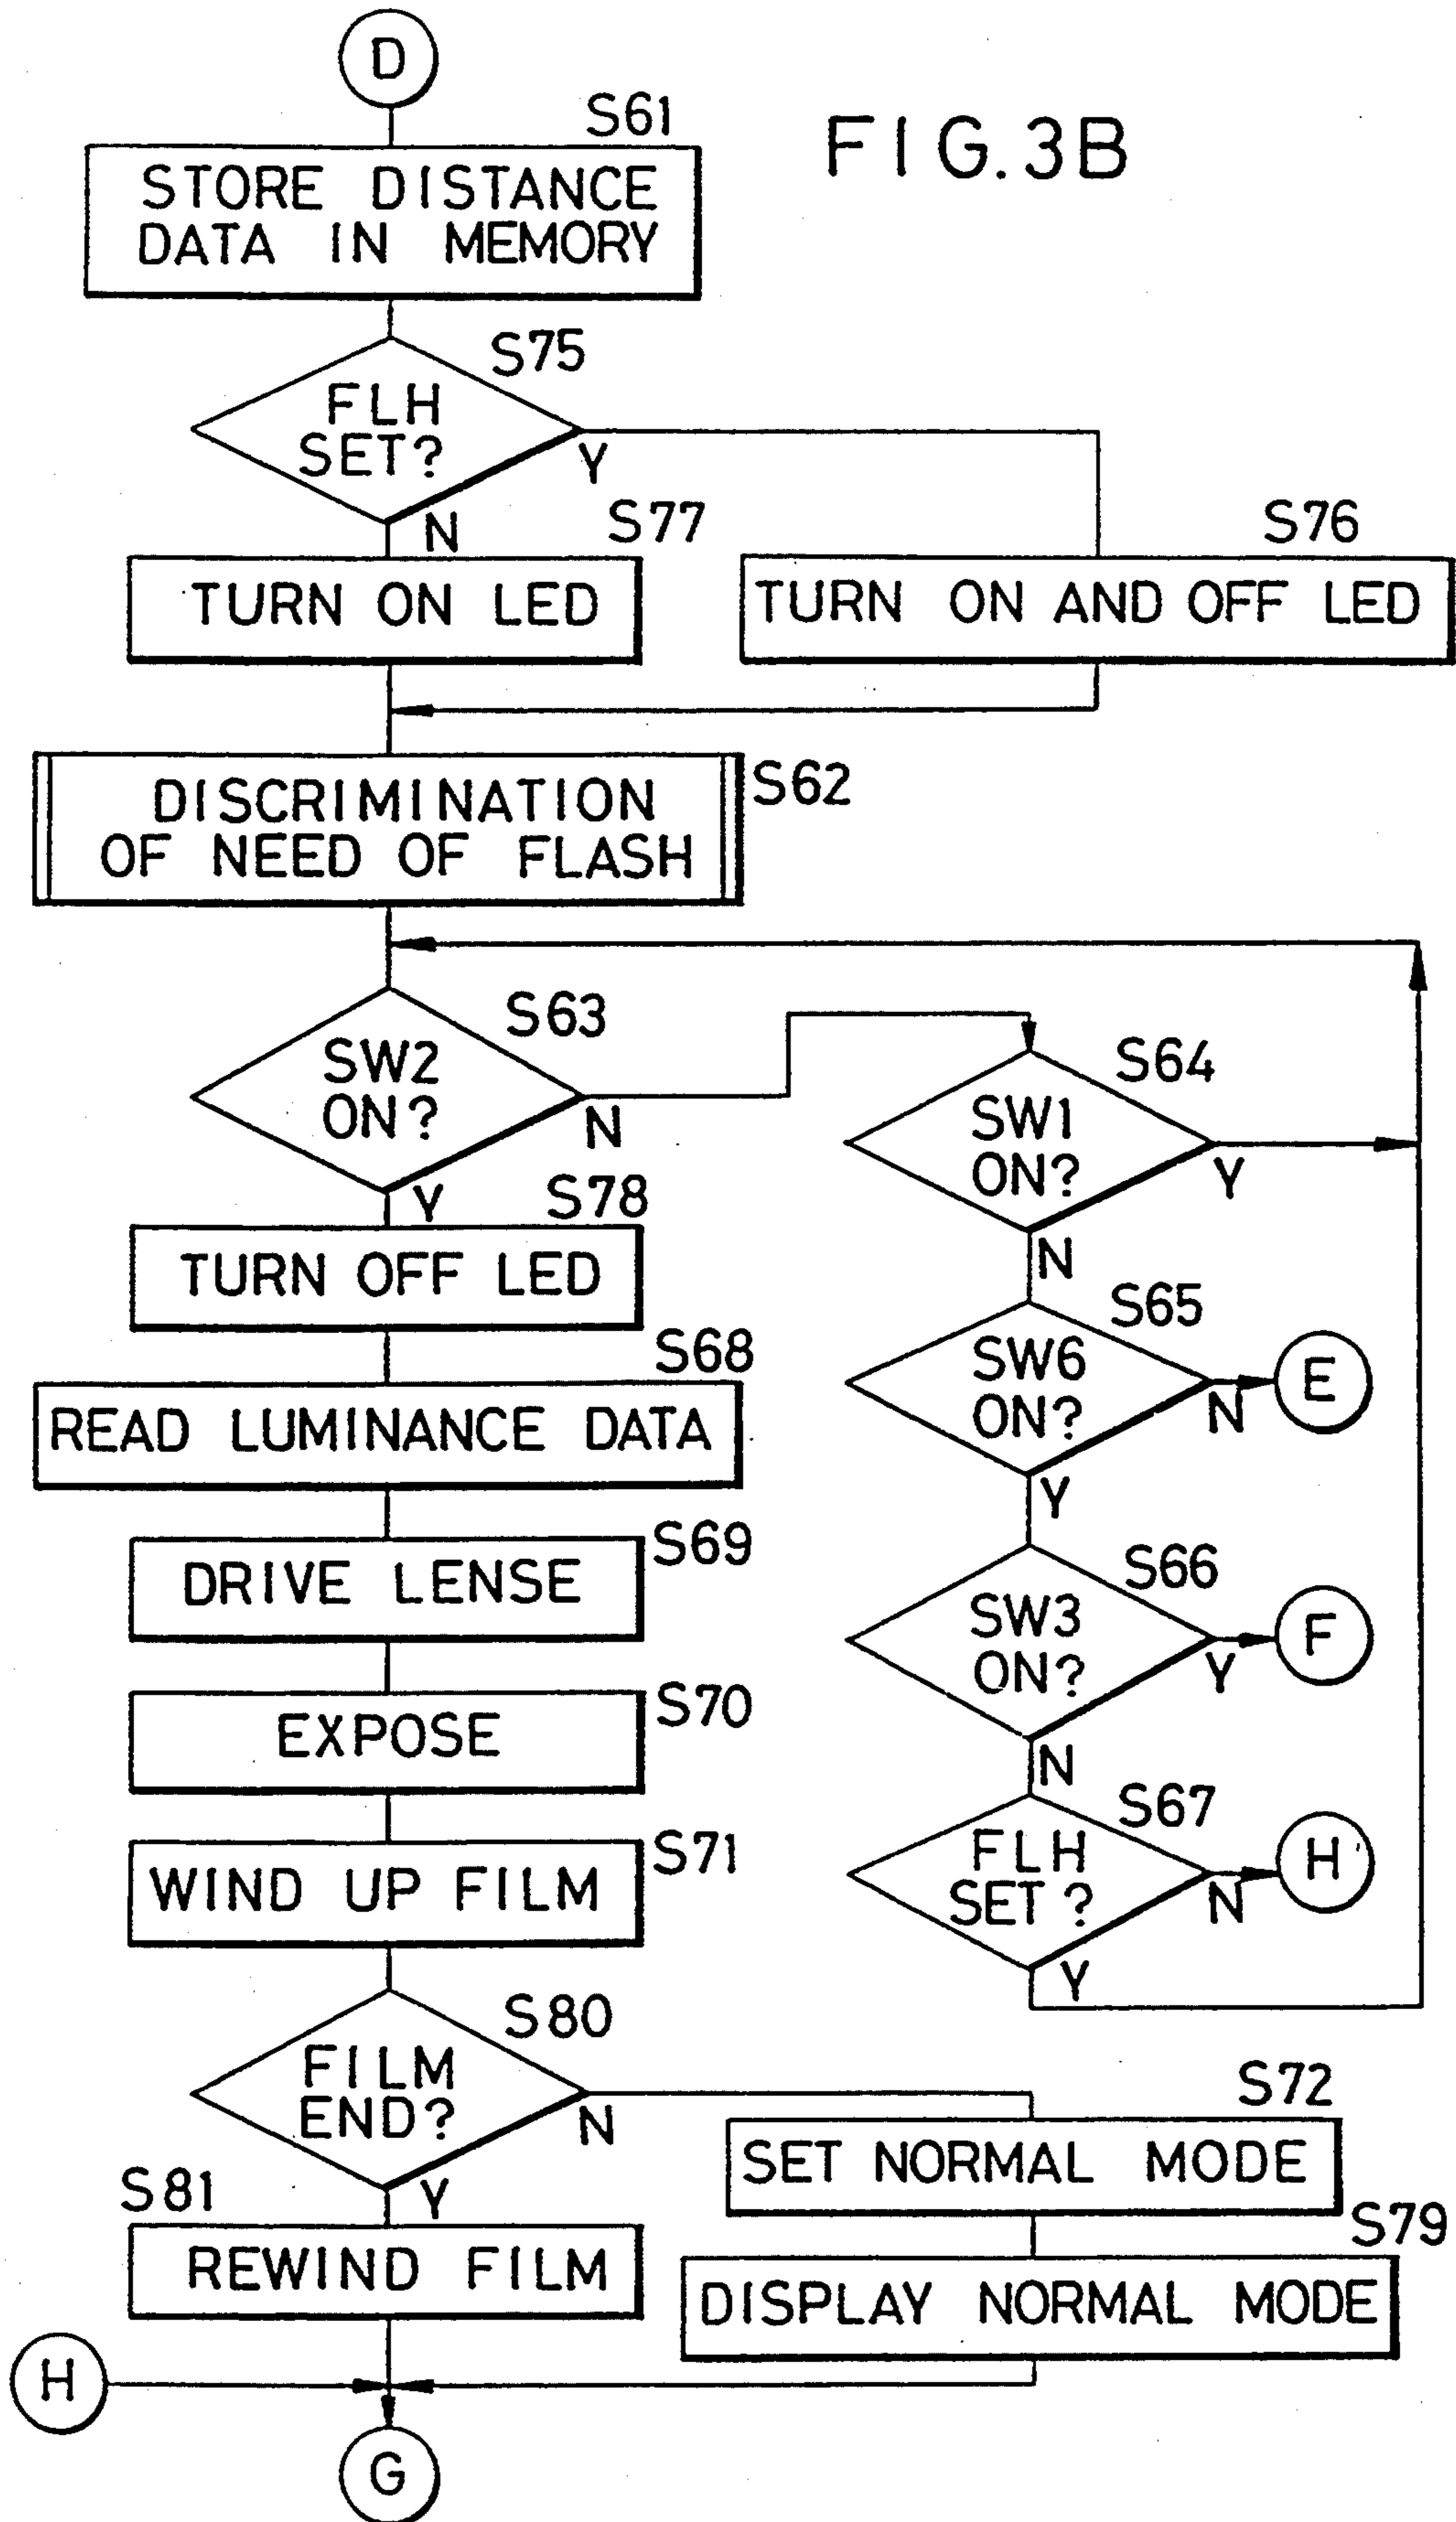 D
FIG.3B
S61
STORE DISTANCE
DATA IN MEMORY
S75
FLH
SET?
Y
N
S77
TURN ON LED
S76
TURN ON AND OFF LED
DISCRIMINATION
OF NEED OF FLASH
S62
S63
SW2
ON?
N
Y
S64
SW1
ON?
Y
N
S78
TURN OFF LED
S65
SW6
ON?
N
E
Y
S68
READ LUMINANCE DATA
S69
DRIVE LENSE
S66
SW3
ON?
Y
F
N
S70
EXPOSE
S67
FLH
SET?
N
H
Y
S71
WIND UP FILM
S80
FILM
END?
N
Y
S72
SET NORMAL MODE
S81
REWIND FILM
S79
DISPLAY NORMAL MODE
H
G